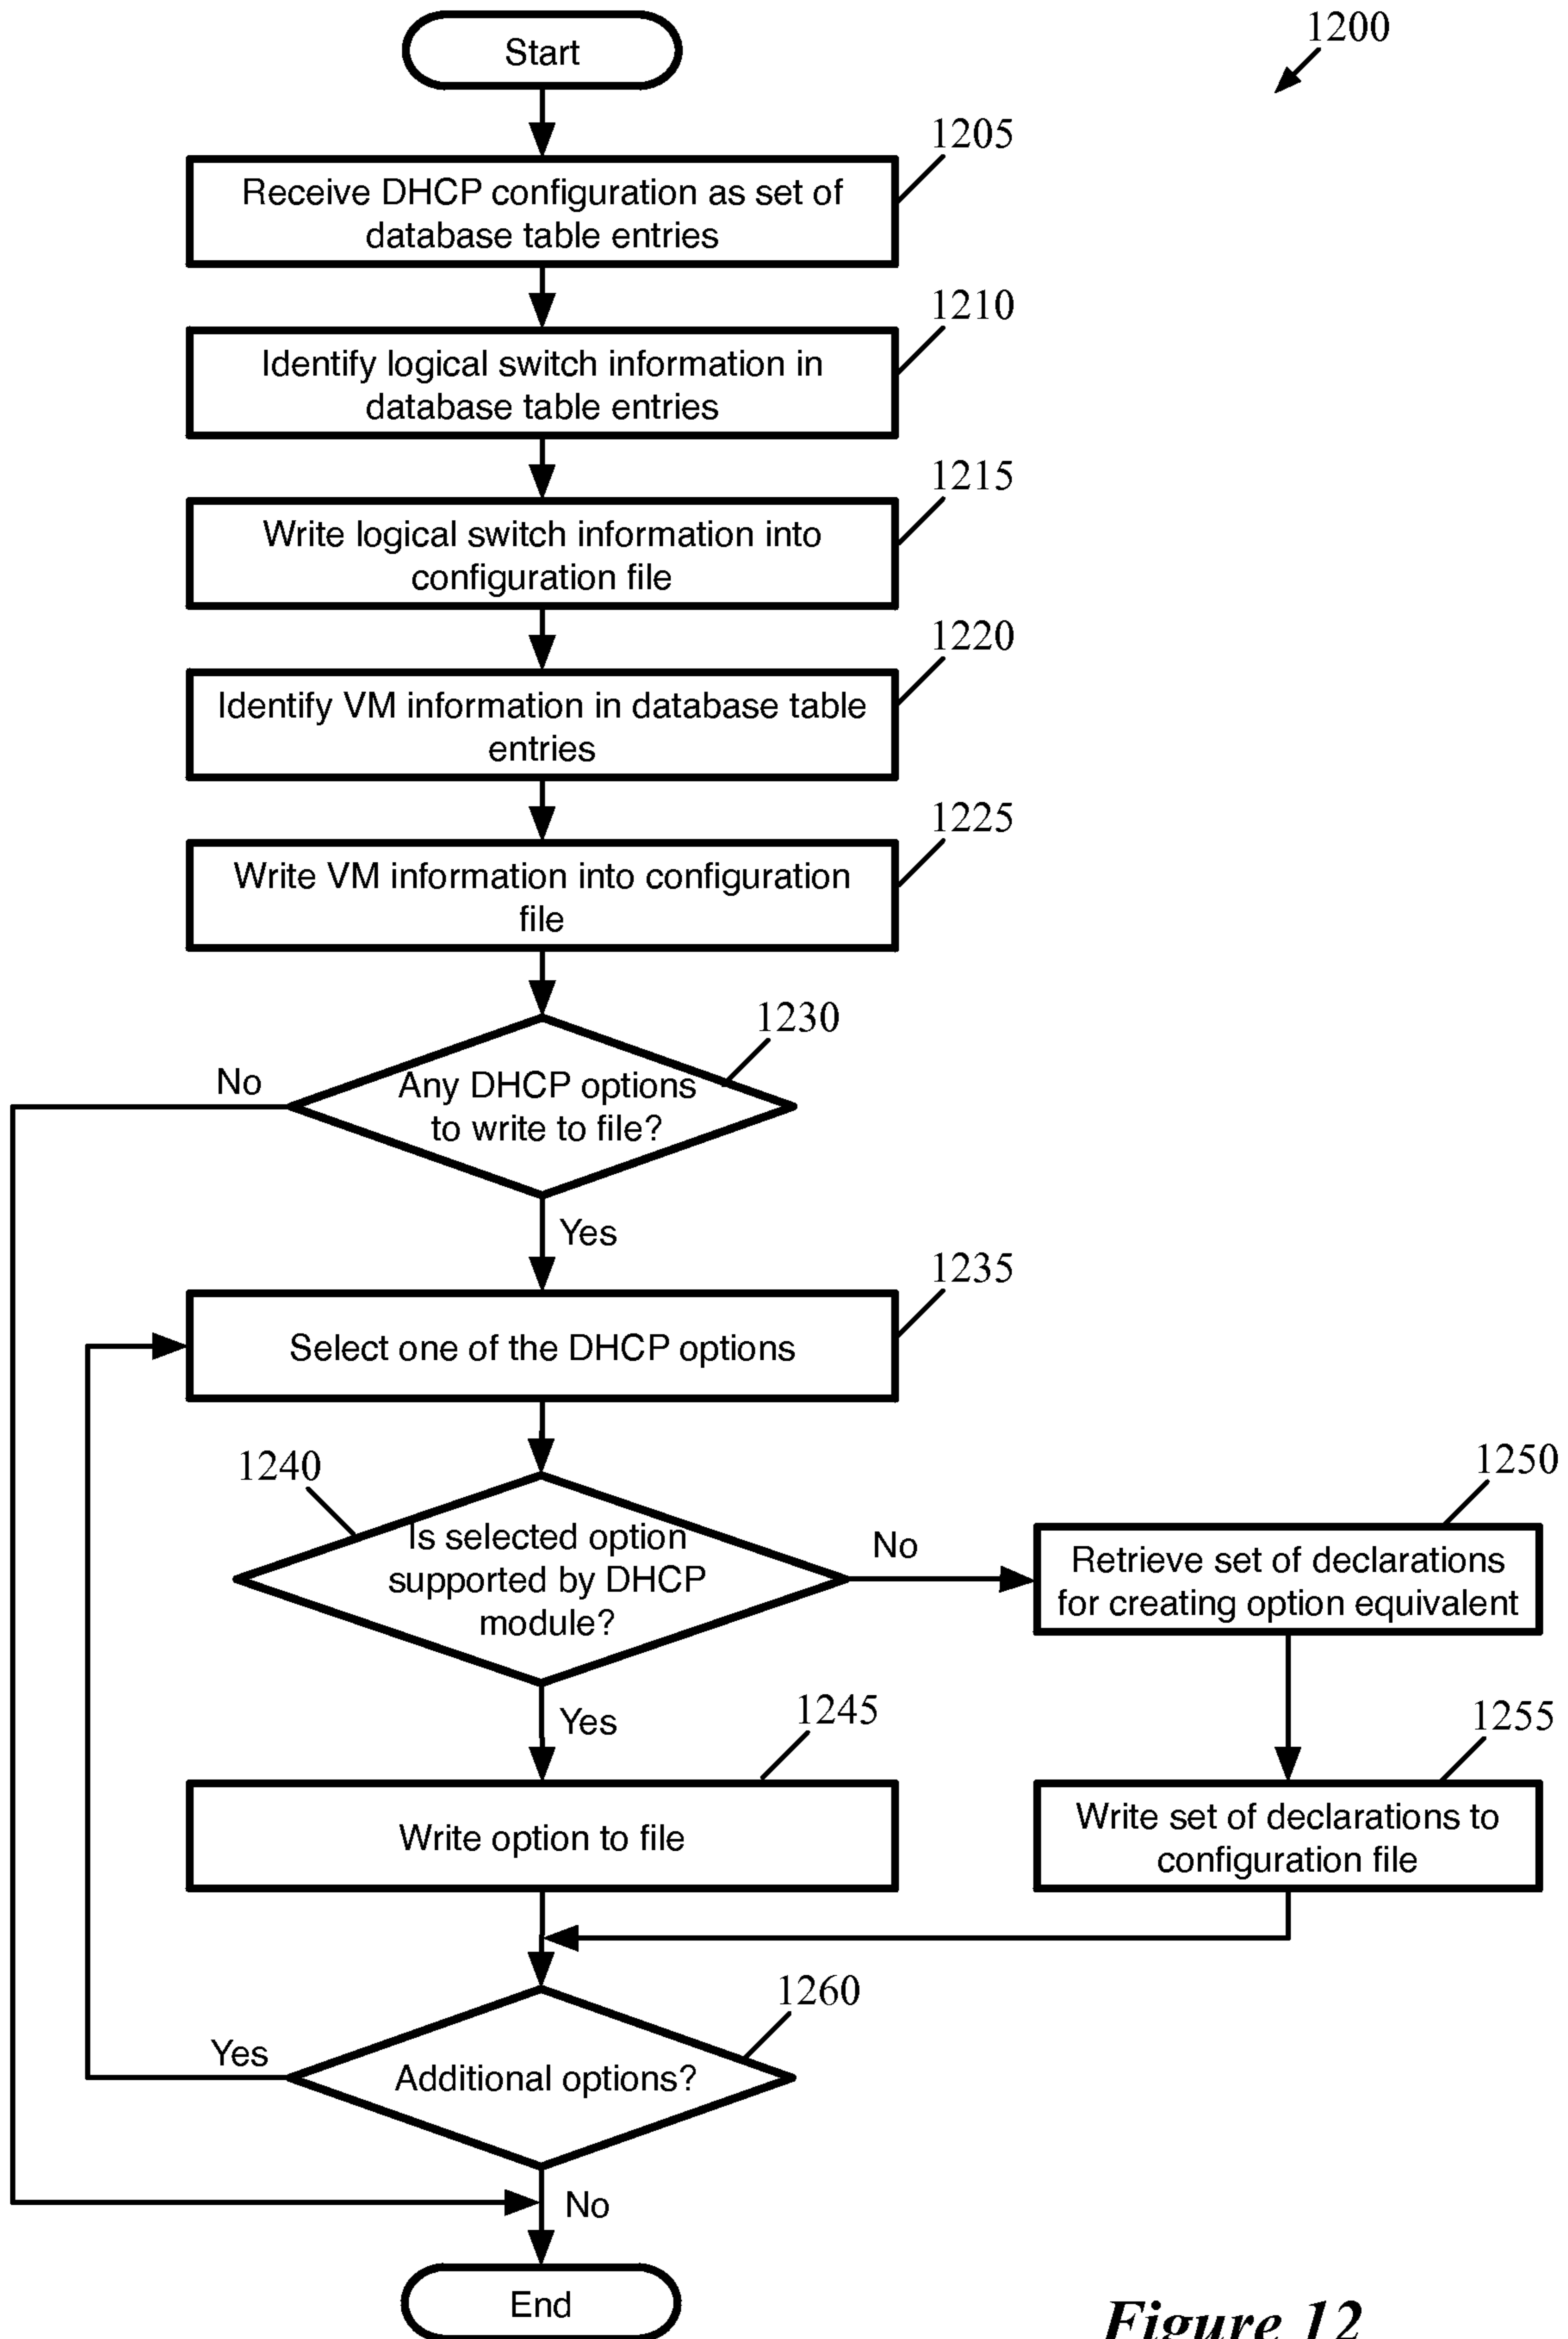 Start
1200
1205
Receive DHCP configuration as set of
database table entries
1210
Identify logical switch information in
database table entries
1215
Write logical switch information into
configuration file
1220
Identify VM information in database table
entries
1225
Write VM information into configuration
file
1230
No
Any DHCP options
to write to file?
Yes
1235
Select one of the DHCP options
1240
Is selected option
supported by DHCP
module?
No
1250
Retrieve set of declarations
for creating option equivalent
Yes
1245
Write option to file
1255
Write set of declarations to
configuration file
1260
Yes
Additional options?
No
End
Figure 12